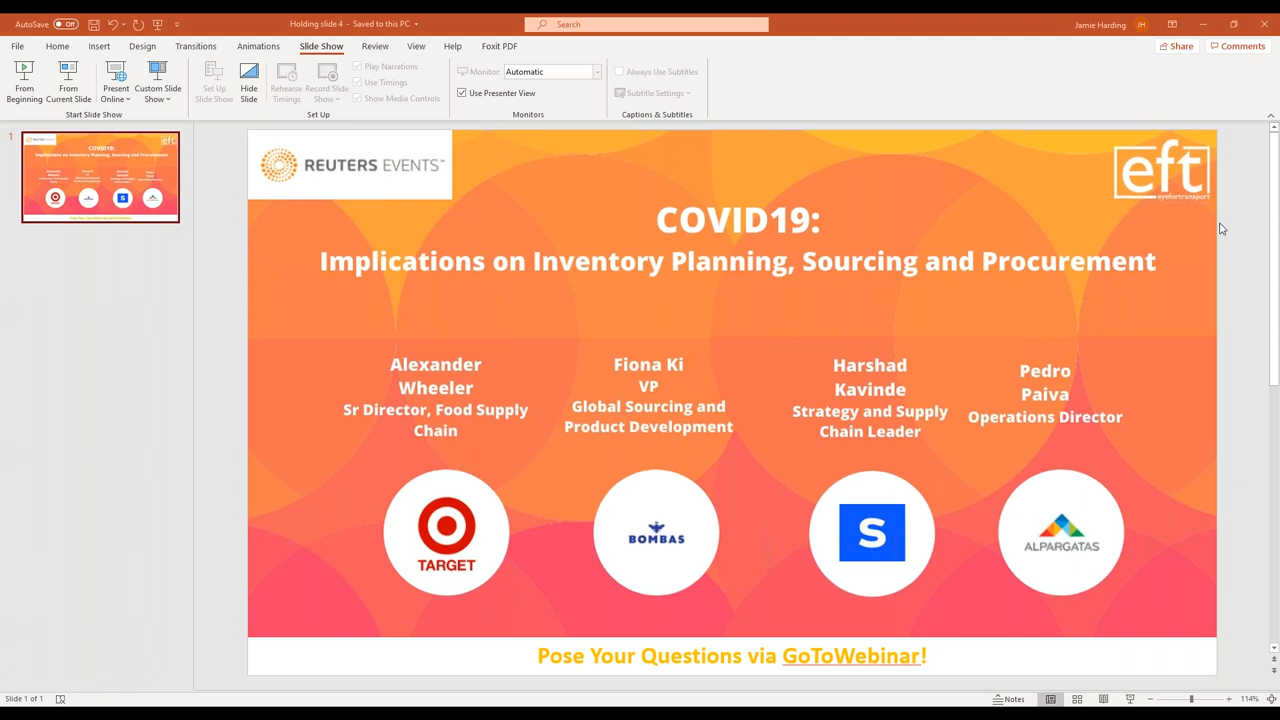 AutoSave Off
Holding slide 4 - Saved to this PC
Search
Jamie Harding
JH
File Home Insert Design Transitions Animations Slide Show Review View Help Foxit PDF
Share
Comments
From Beginning
From Current Slide
Present Online
Custom Slide Show
Set Up Slide Show
Hide Slide
Rehearse Timings
Record Slide Show
Play Narrations
Use Timings
Show Media Controls
Monitor: Automatic
Use Presenter View
Always Use Subtitles
Subtitle Settings
Start Slide Show
Set Up
Monitors
Captions & Subtitles
1
REUTERS EVENTS™
eft
eyefortransport
COVID19:
Implications on Inventory Planning, Sourcing and Procurement
Alexander
Wheeler
Sr Director, Food Supply
Chain
Fiona Ki
VP
Global Sourcing and
Product Development
Harshad
Kavinde
Strategy and Supply
Chain Leader
Pedro
Paiva
Operations Director
TARGET
BOMBAS
S
ALPARGATAS
Pose Your Questions via GoToWebinar!
Slide 1 of 1
Notes
114%